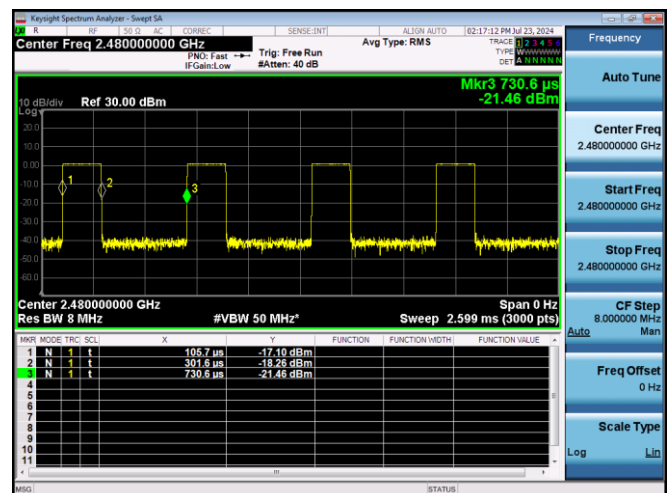 Keysight Spectrum Analyzer - Swept SA
R RF 50 Ω AC CORREC SENSE:INT ALIGN AUTO 02:17:12 PM Jul 23, 2024
Center Freq 2.480000000 GHz Avg Type: RMS TRACE 1 2 3 4 5 6
PNO: Fast Trig: Free Run TYPE WWWWWW
IFGain:Low #Atten: 40 dB DET A N N N N N
Mkr3 730.6 µs
10 dB/div Ref 30.00 dBm -21.46 dBm
Log
20.0
10.0
0.00
1 2 3
-10.0
-20.0
-30.0
-40.0
-50.0
-60.0
Center 2.480000000 GHz Span 0 Hz
Res BW 8 MHz #VBW 50 MHz* Sweep 2.599 ms (3000 pts)
MKR MODE TRC SCL X Y FUNCTION FUNCTION WIDTH FUNCTION VALUE
1 N 1 t 105.7 µs -17.10 dBm
2 N 1 t 301.6 µs -18.26 dBm
3 N 1 t 730.6 µs -21.46 dBm
4
5
6
7
8
9
10
11
MSG STATUS
Frequency
Auto Tune
Center Freq
2.480000000 GHz
Start Freq
2.480000000 GHz
Stop Freq
2.480000000 GHz
CF Step
8.000000 MHz
Auto Man
Freq Offset
0 Hz
Scale Type
Log Lin